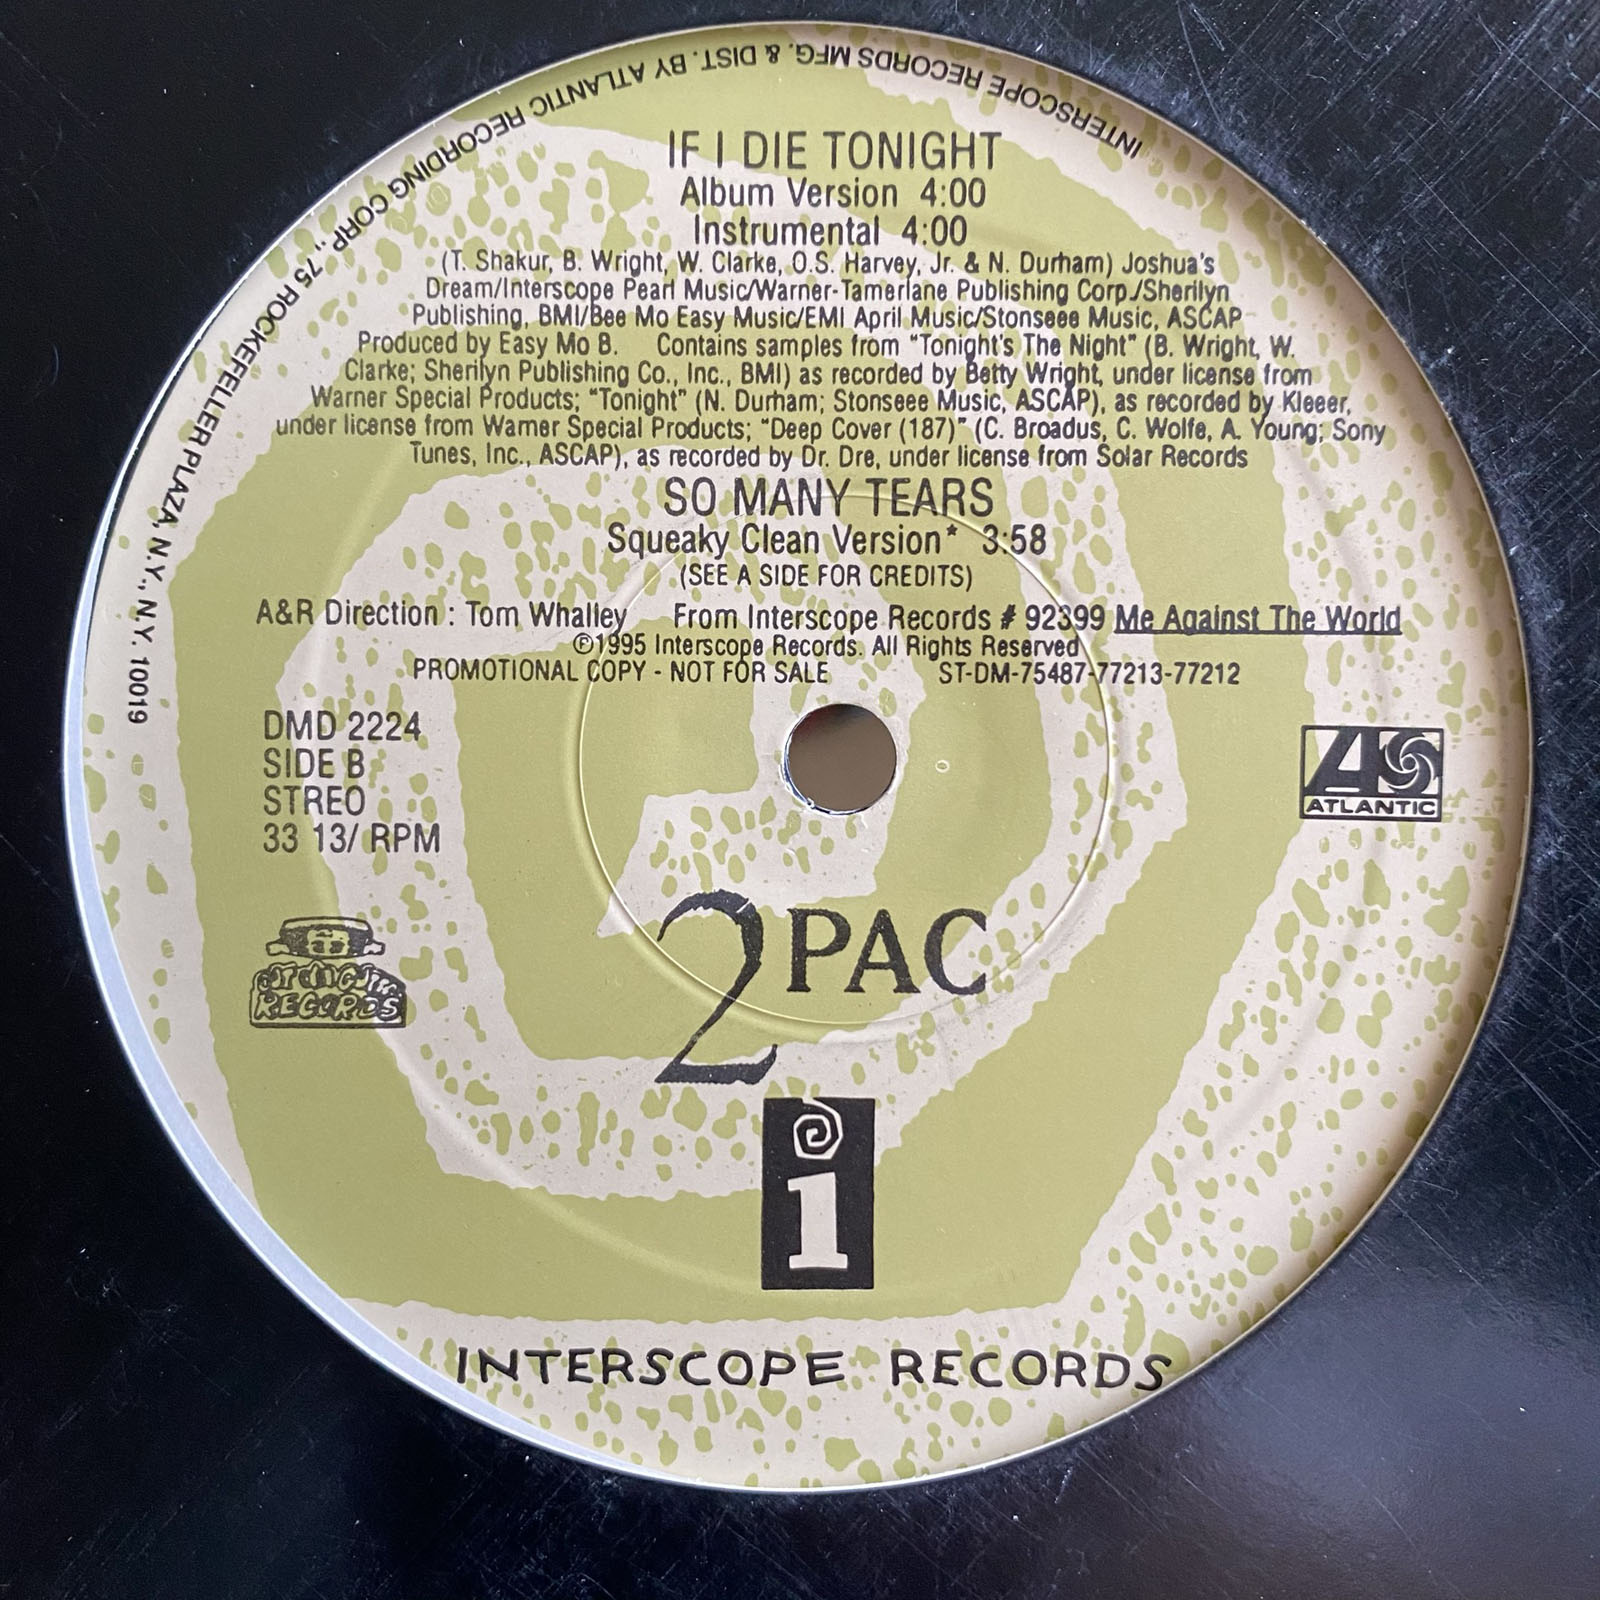 INTERSCOPE RECORDS MFG. & DIST. BY ATLANTIC RECORDING CORP., 75 ROCKEFELLER PLAZA, N.Y., N.Y. 10019
IF I DIE TONIGHT
Album Version 4:00
Instrumental 4:00
(T. Shakur, B. Wright, W. Clarke, O.S. Harvey, Jr. & N. Durham) Joshua's
Dream/Interscope Pearl Music/Warner-Tamerlane Publishing Corp./Sherilyn
Publishing, BMI/Bee Mo Easy Music/EMI April Music/Stonseee Music, ASCAP
Produced by Easy Mo B. Contains samples from "Tonight's The Night" (B. Wright, W.
Clarke; Sherilyn Publishing Co., Inc., BMI) as recorded by Betty Wright, under license from
Warner Special Products; "Tonight" (N. Durham; Stonseee Music, ASCAP), as recorded by Kleeer,
under license from Warner Special Products; "Deep Cover (187)" (C. Broadus, C. Wolfe, A. Young; Sony
Tunes, Inc., ASCAP), as recorded by Dr. Dre, under license from Solar Records
SO MANY TEARS
Squeaky Clean Version* 3:58
(SEE A SIDE FOR CREDITS)
A&R Direction : Tom Whalley From Interscope Records # 92399 Me Against The World
©1995 Interscope Records. All Rights Reserved
PROMOTIONAL COPY - NOT FOR SALE ST-DM-75487-77213-77212
DMD 2224
SIDE B
STREO
33 13/ RPM
A
ATLANTIC
RECORDS
2PAC
i
INTERSCOPE RECORDS